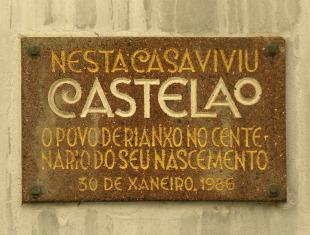 NESTA CASA VIVIU
CASTELAO
O POVO DE RIANXO NO CENTE-
NARIO DO SEU NASCEMENTO
30 DE XANEIRO, 1986